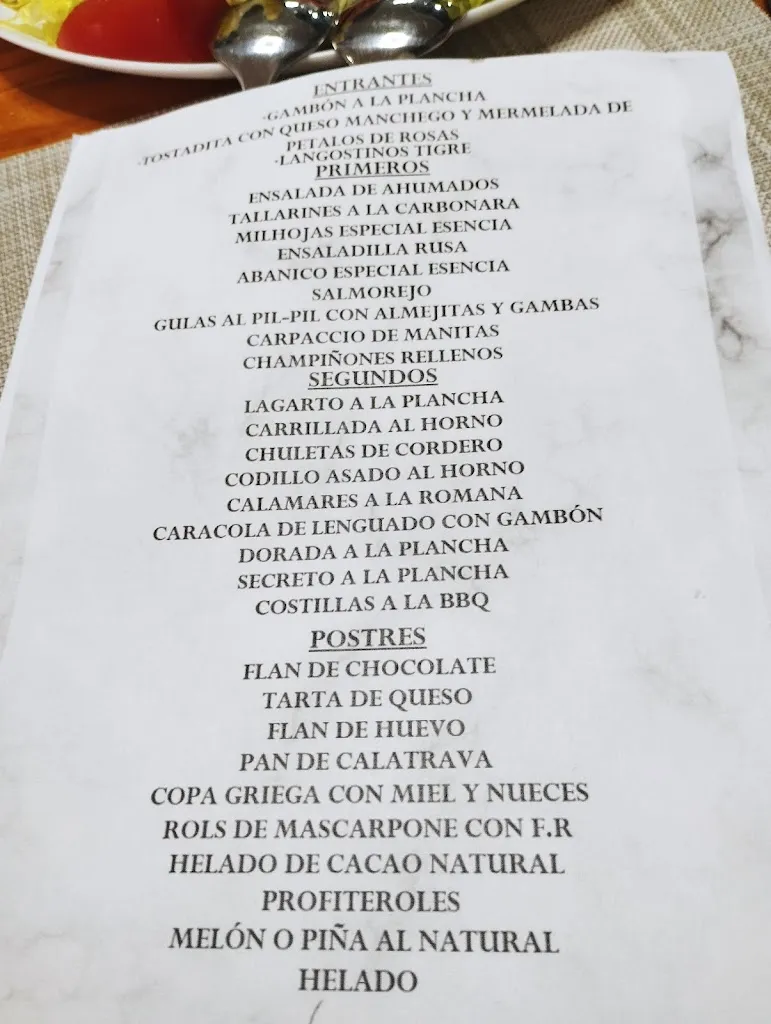 ENTRANTES
-GAMBÓN A LA PLANCHA
-TOSTADITA CON QUESO MANCHEGO Y MERMELADA DE
PETALOS DE ROSAS
-LANGOSTINOS TIGRE
PRIMEROS
ENSALADA DE AHUMADOS
TALLARINES A LA CARBONARA
MILHOJAS ESPECIAL ESENCIA
ENSALADILLA RUSA
ABANICO ESPECIAL ESENCIA
SALMOREJO
GULAS AL PIL-PIL CON ALMEJITAS Y GAMBAS
CARPACCIO DE MANITAS
CHAMPIÑONES RELLENOS
SEGUNDOS
LAGARTO A LA PLANCHA
CARRILLADA AL HORNO
CHULETAS DE CORDERO
CODILLO ASADO AL HORNO
CALAMARES A LA ROMANA
CARACOLA DE LENGUADO CON GAMBÓN
DORADA A LA PLANCHA
SECRETO A LA PLANCHA
COSTILLAS A LA BBQ
POSTRES
FLAN DE CHOCOLATE
TARTA DE QUESO
FLAN DE HUEVO
PAN DE CALATRAVA
COPA GRIEGA CON MIEL Y NUECES
ROLS DE MASCARPONE CON F.R
HELADO DE CACAO NATURAL
PROFITEROLES
MELÓN O PIÑA AL NATURAL
HELADO